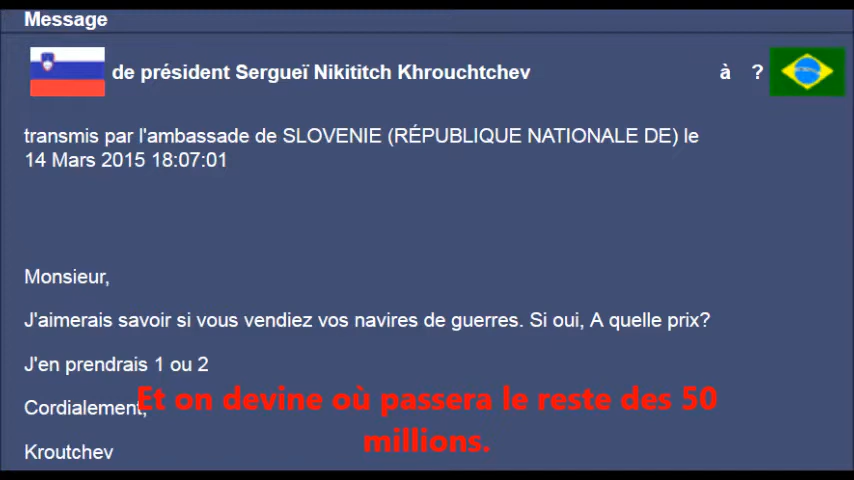 Message
de président Sergueï Nikititch Khrouchtchev à ?
transmis par l'ambassade de SLOVENIE (RÉPUBLIQUE NATIONALE DE) le
14 Mars 2015 18:07:01
Monsieur,
J'aimerais savoir si vous vendiez vos navires de guerres. Si oui, A quelle prix?
J'en prendrais 1 ou 2
Cordialement,
Et on devine où passera le reste des 50
millions.
Kroutchev